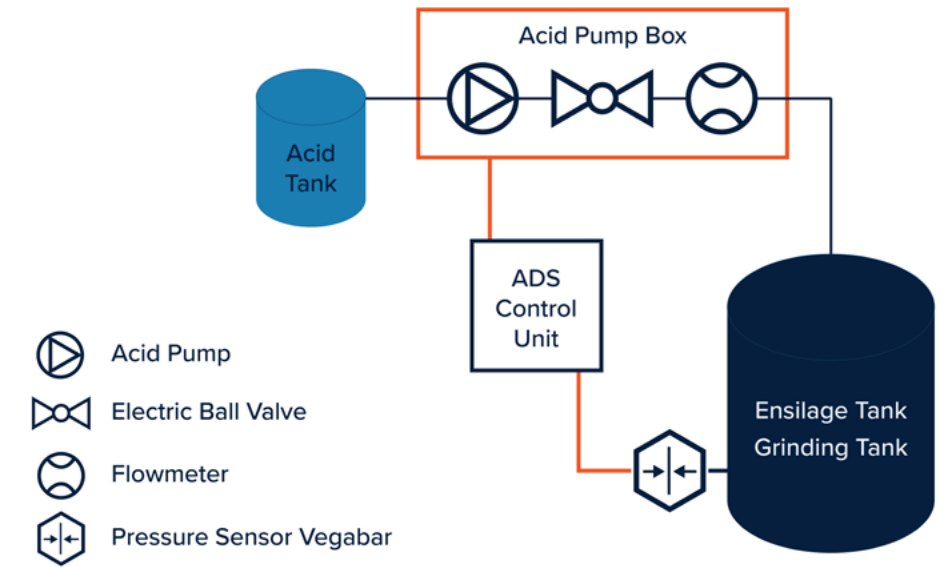 Acid Pump Box
Acid
Tank
ADS
Control
Unit
Ensilage Tank
Grinding Tank
Acid Pump
Electric Ball Valve
Flowmeter
Pressure Sensor Vegabar